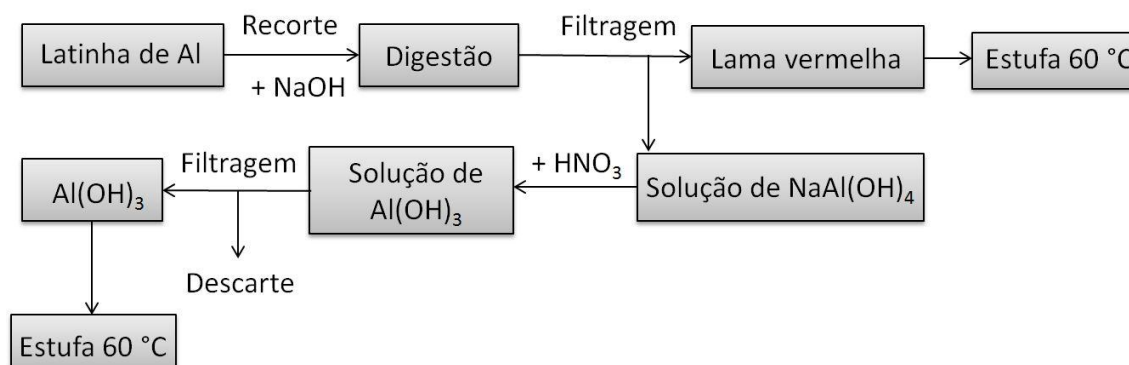 Latinha de Al
Recorte
+ NaOH
Digestão
Filtragem
Lama vermelha
Estufa 60 °C
Solução de NaAl(OH)₄
+ HNO₃
Solução de
Al(OH)₃
Filtragem
Descarte
Al(OH)₃
Estufa 60 °C